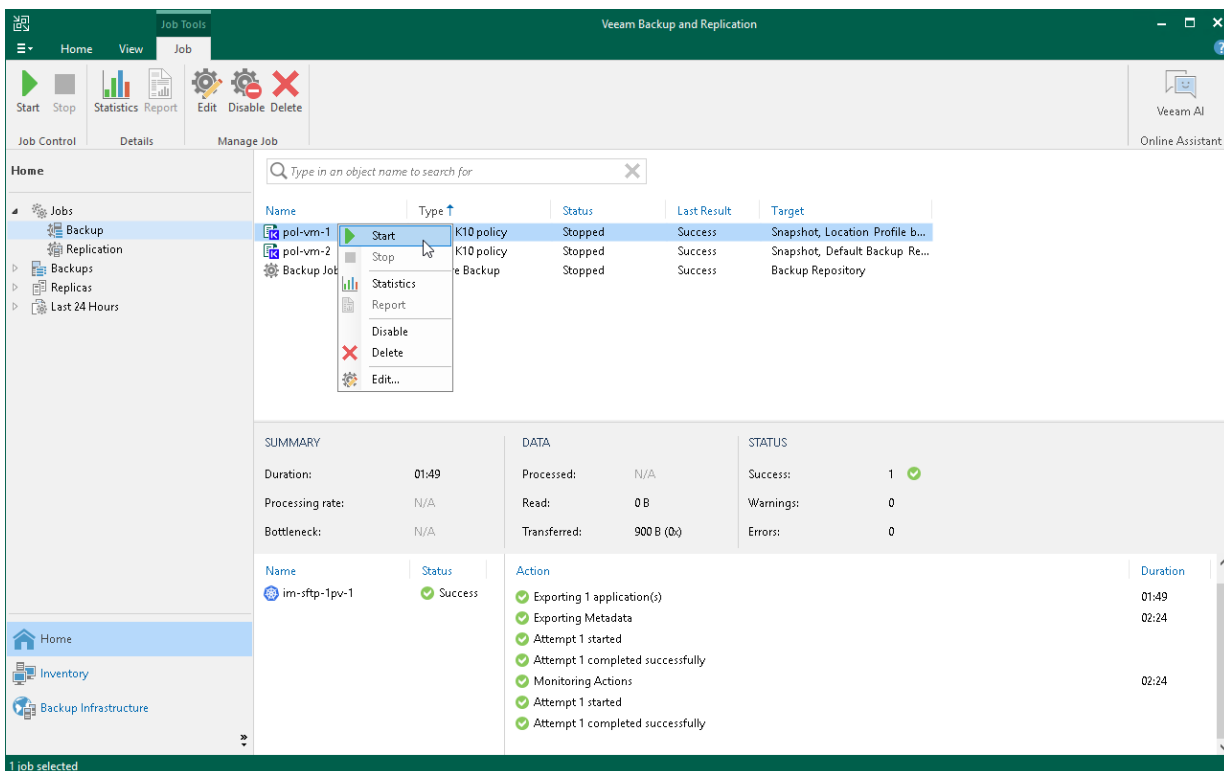 Job Tools
Veeam Backup and Replication
Home View Job
Start Stop Statistics Report Edit Disable Delete
Veeam AI
Job Control Details Manage Job Online Assistant
Home
Type in an object name to search for
Jobs
Backup
Replication
Backups
Replicas
Last 24 Hours
Name Type Status Last Result Target
pol-vm-1 K10 policy Stopped Success Snapshot, Location Profile b...
pol-vm-2 K10 policy Stopped Success Snapshot, Default Backup Re...
Backup Job e Backup Stopped Success Backup Repository
Start
Stop
Statistics
Report
Disable
Delete
Edit...
SUMMARY DATA STATUS
Duration: 01:49 Processed: N/A Success: 1
Processing rate: N/A Read: 0 B Warnings: 0
Bottleneck: N/A Transferred: 900 B (0x) Errors: 0
Name Status Action Duration
im-sftp-1pv-1 Success
Exporting 1 application(s) 01:49
Exporting Metadata 02:24
Attempt 1 started
Attempt 1 completed successfully
Monitoring Actions 02:24
Attempt 1 started
Attempt 1 completed successfully
Home
Inventory
Backup Infrastructure
1 job selected